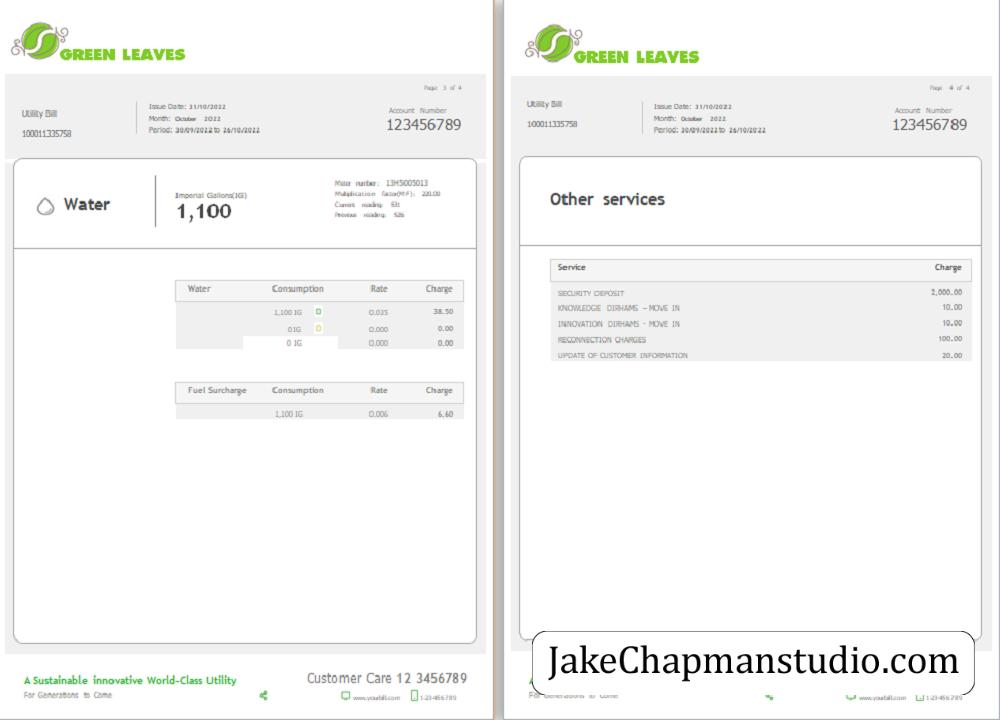 GREEN LEAVES
Page 3 of 4
Utility Bill
100011335758
Issue Date: 31/10/2022
Month: October 2022
Period: 30/09/2022 to 26/10/2022
Account Number
123456789
Water
Imperial Gallons(IG)
1,100
Meter number: 13H5005013
Multiplication factor(MF): 220.00
Current reading: 531
Previous reading: 526
Water Consumption Rate Charge
1,100 IG 0 0.035 38.50
0IG 0 0.000 0.00
0 IG 0.000 0.00
Fuel Surcharge Consumption Rate Charge
1,100 IG 0.006 6.60
A Sustainable innovative World-Class Utility
For Generations to Come
Customer Care 12 3456789
www.yourbill.com 123456789
GREEN LEAVES
Page 4 of 4
Utility Bill
100011335758
Issue Date: 31/10/2022
Month: October 2022
Period: 30/09/2022 to 26/10/2022
Account Number
123456789
Other services
Service Charge
SECURITY DEPOSIT 2,000.00
KNOWLEDGE DIRHAMS - MOVE IN 10.00
INNOVATION DIRHAMS - MOVE IN 10.00
RECONNECTION CHARGES 100.00
UPDATE OF CUSTOMER INFORMATION 20.00
JakeChapmanstudio.com
For Generations to Come
www.yourbill.com 123456789